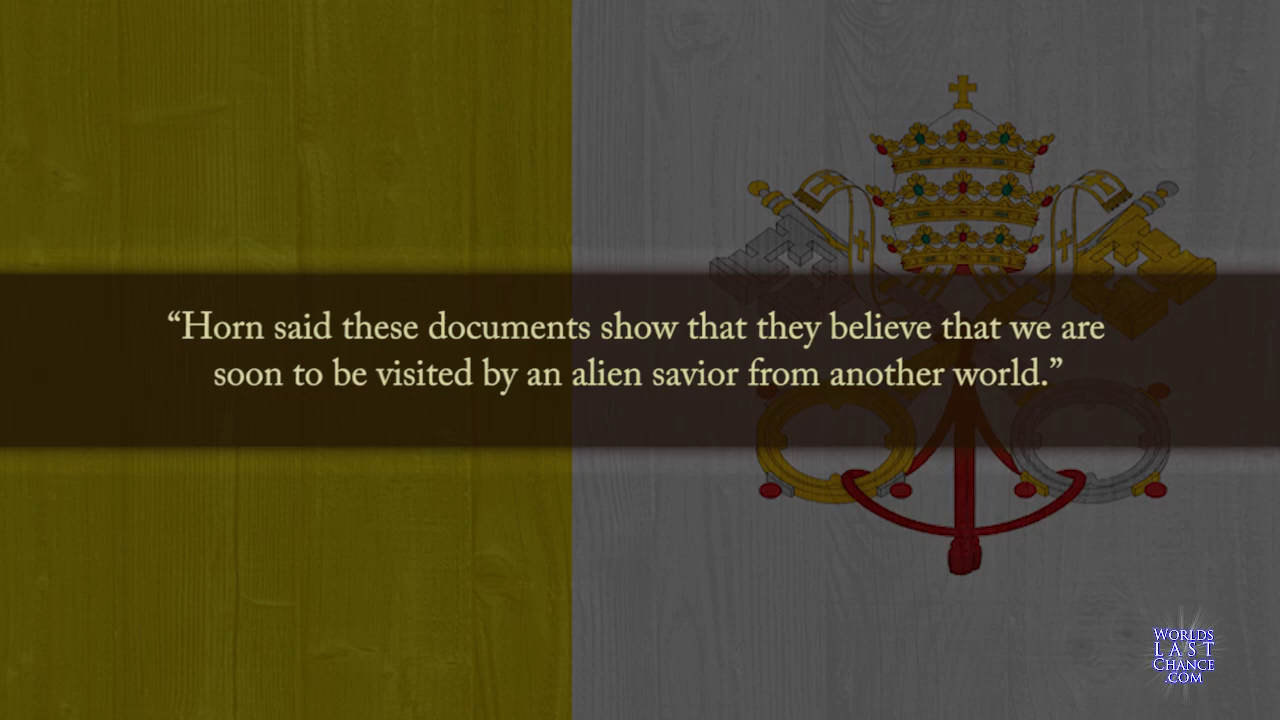 “Horn said these documents show that they believe that we are
soon to be visited by an alien savior from another world.”
WORLDS
LAST
CHANCE
.COM